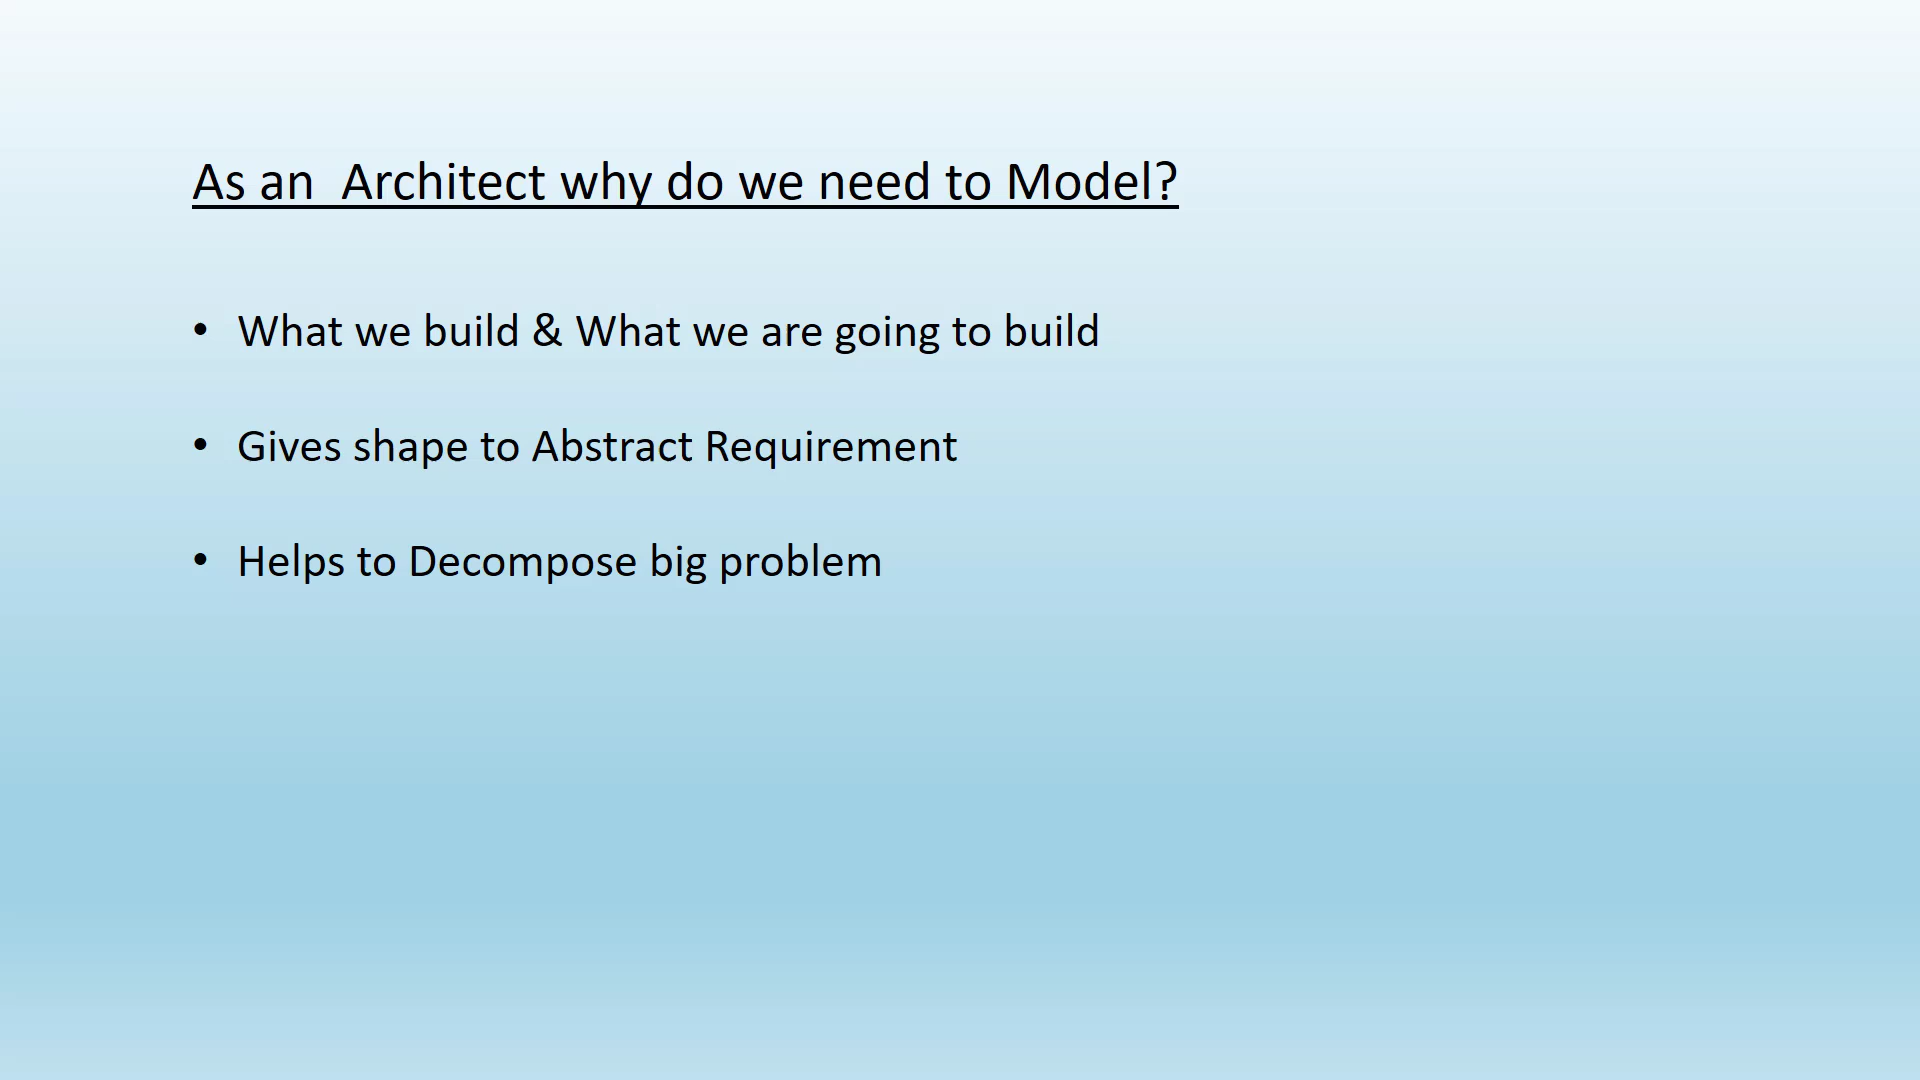 As an  Architect why do we need to Model?
• What we build & What we are going to build
• Gives shape to Abstract Requirement
• Helps to Decompose big problem